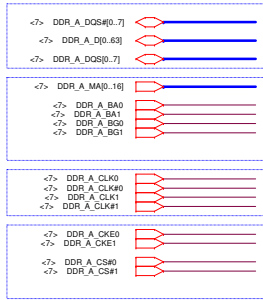 <7> DDR_A_DQS#[0..7]
<7> DDR_A_D[0..63]
<7> DDR_A_DQS[0..7]
<7> DDR_A_MA[0..16]
<7> DDR_A_BA0
<7> DDR_A_BA1
<7> DDR_A_BG0
<7> DDR_A_BG1
<7> DDR_A_CLK0
<7> DDR_A_CLK#0
<7> DDR_A_CLK1
<7> DDR_A_CLK#1
<7> DDR_A_CKE0
<7> DDR_A_CKE1
<7> DDR_A_CS#0
<7> DDR_A_CS#1